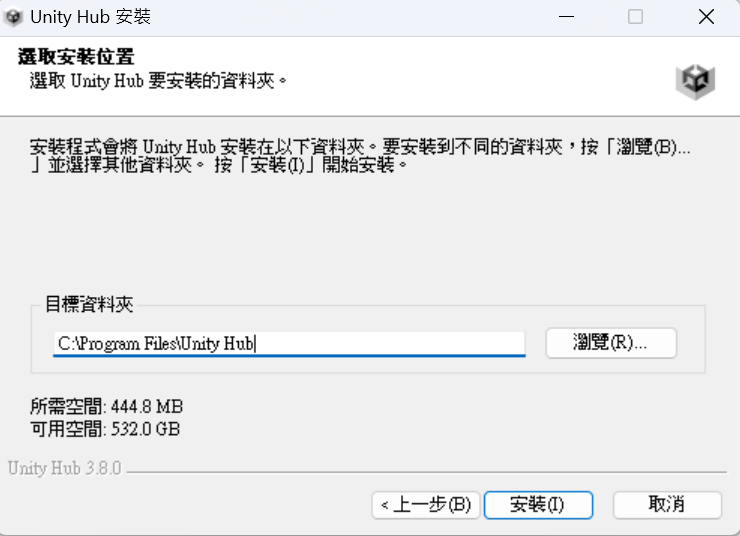 Unity Hub 安裝
選取安裝位置
選取 Unity Hub 要安裝的資料夾。
安裝程式會將 Unity Hub 安裝在以下資料夾。要安裝到不同的資料夾，按「瀏覽(B)...
」並選擇其他資料夾。 按「安裝(I)」開始安裝。
目標資料夾
C:\Program Files\Unity Hub
瀏覽(R)...
所需空間: 444.8 MB
可用空間: 532.0 GB
Unity Hub 3.8.0
< 上一步(B)
安裝(I)
取消